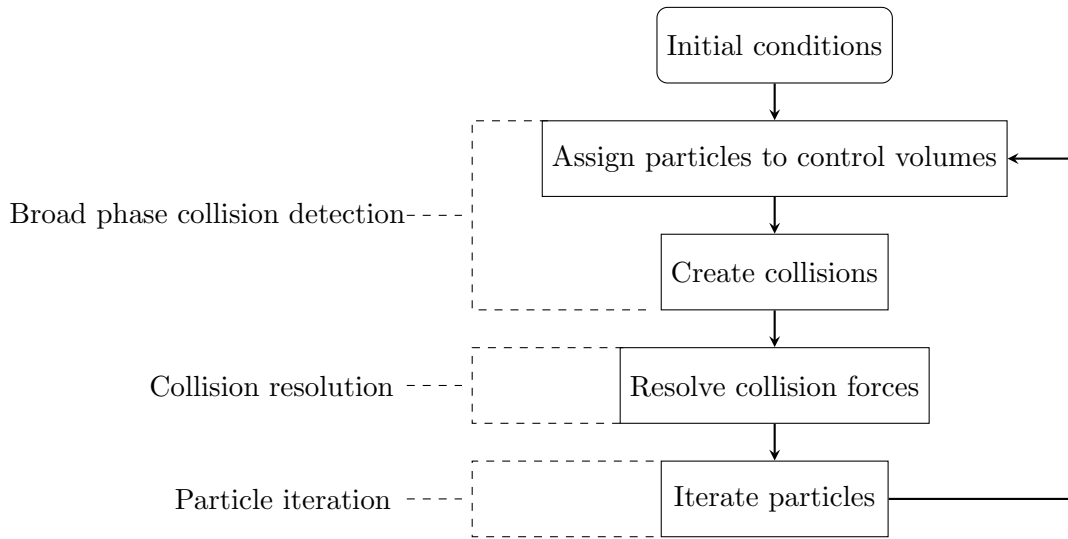 Initial conditions
Assign particles to control volumes
Broad phase collision detection
Create collisions
Collision resolution
Resolve collision forces
Particle iteration
Iterate particles